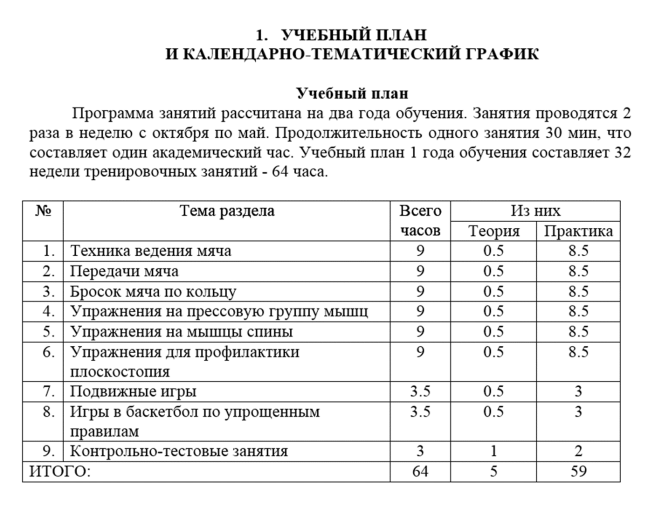 1. УЧЕБНЫЙ ПЛАН
И КАЛЕНДАРНО-ТЕМАТИЧЕСКИЙ ГРАФИК
Учебный план
Программа занятий рассчитана на два года обучения. Занятия проводятся 2
раза в неделю с октября по май. Продолжительность одного занятия 30 мин, что
составляет один академический час. Учебный план 1 года обучения составляет 32
недели тренировочных занятий - 64 часа.
№ Тема раздела Всего часов Из них
Теория Практика
1. Техника ведения мяча 9 0.5 8.5
2. Передачи мяча 9 0.5 8.5
3. Бросок мяча по кольцу 9 0.5 8.5
4. Упражнения на прессовую группу мышц 9 0.5 8.5
5. Упражнения на мышцы спины 9 0.5 8.5
6. Упражнения для профилактики 9 0.5 8.5
плоскостопия
7. Подвижные игры 3.5 0.5 3
8. Игры в баскетбол по упрощенным 3.5 0.5 3
правилам
9. Контрольно-тестовые занятия 3 1 2
ИТОГО: 64 5 59